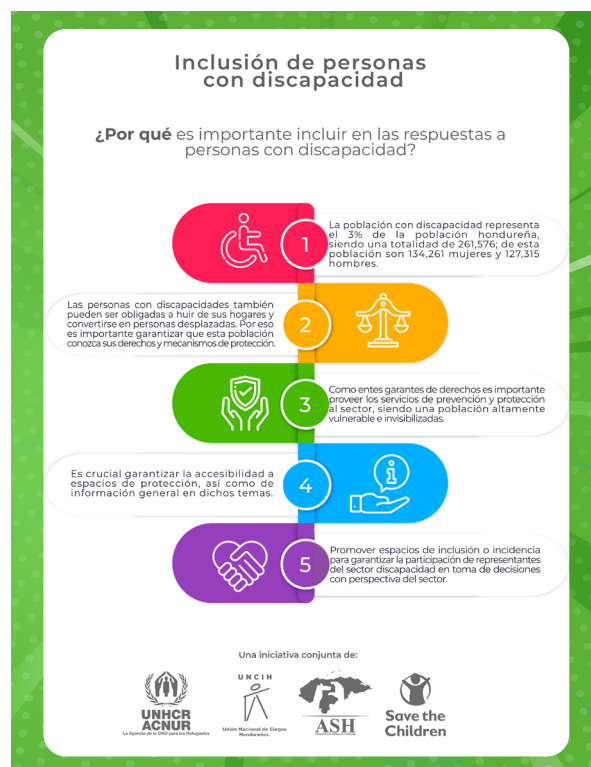 Inclusión de personas
con discapacidad
¿Por qué es importante incluir en las respuestas a
personas con discapacidad?
1
La población con discapacidad representa
el 3% de la población hondureña,
siendo una totalidad de 261,576; de esta
población son 134,261 mujeres y 127,315
hombres.
Las personas con discapacidades también
pueden ser obligadas a huir de sus hogares y
convertirse en personas desplazadas. Por eso
es importante garantizar que esta población
conozca sus derechos y mecanismos de protección.
2
3
Como entes garantes de derechos es importante
proveer los servicios de prevención y protección
al sector, siendo una población altamente
vulnerable e invisibilizadas.
Es crucial garantizar la accesibilidad a
espacios de protección, así como de
información general en dichos temas.
4
5
Promover espacios de inclusión o incidencia
para garantizar la participación de representantes
del sector discapacidad en toma de decisiones
con perspectiva del sector.
Una iniciativa conjunta de:
UNHCR
ACNUR
La Agencia de la ONU para los Refugiados
UNCIH
Unión Nacional de Ciegos
Hondureños.
ASH
Save the
Children